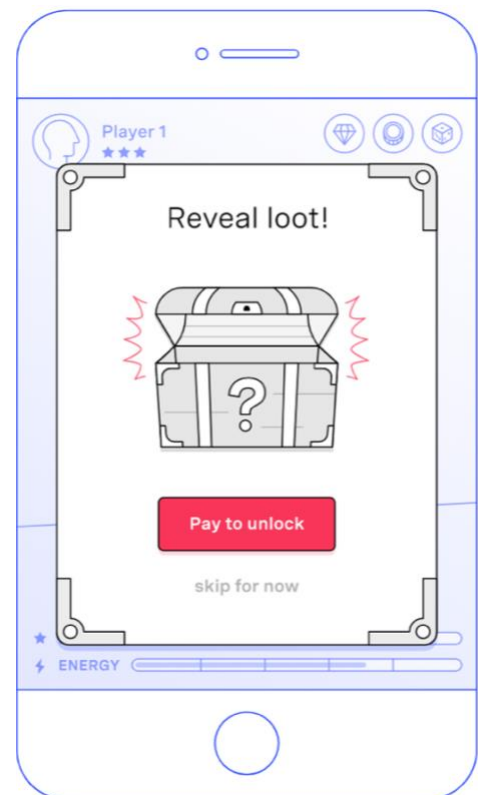 Player 1
Reveal loot!
?
Pay to unlock
skip for now
ENERGY